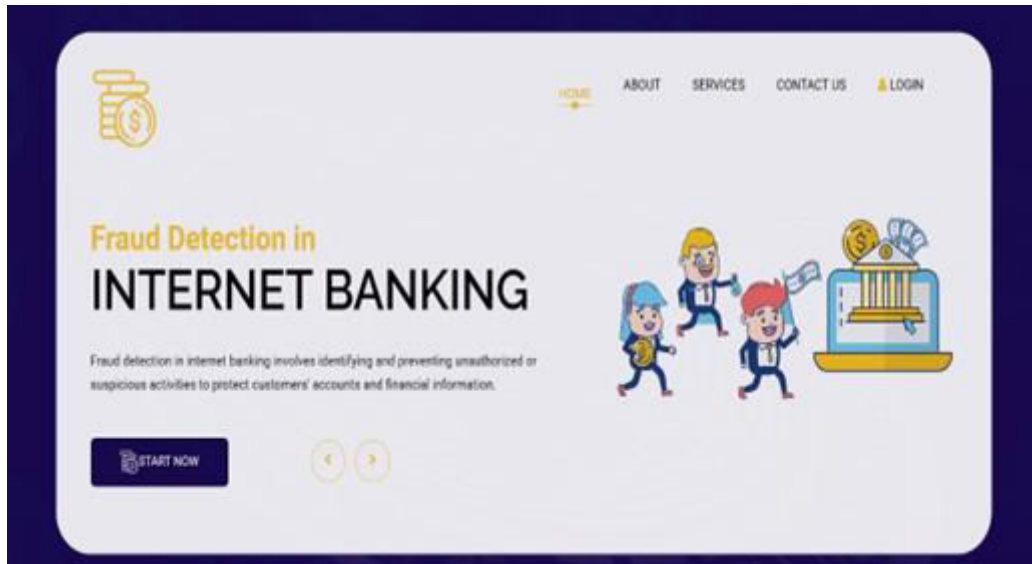 HOME ABOUT SERVICES CONTACT US LOGIN
Fraud Detection in
INTERNET BANKING
Fraud detection in internet banking involves identifying and preventing unauthorized or
suspicious activities to protect customers' accounts and financial information.
START NOW